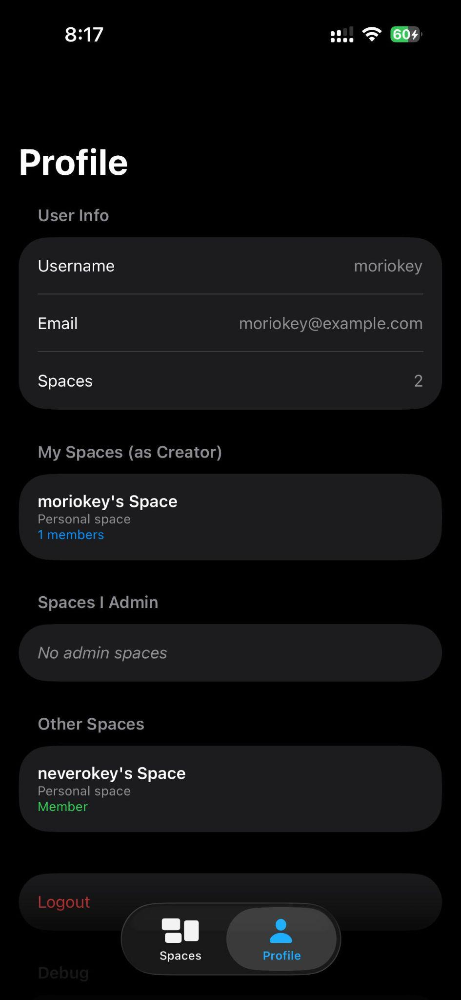 8:17
60
Profile
User Info
Username moriokey
Email moriokey@example.com
Spaces 2
My Spaces (as Creator)
moriokey's Space
Personal space
1 members
Spaces I Admin
No admin spaces
Other Spaces
neverokey's Space
Personal space
Member
Logout
Spaces Profile
Debug